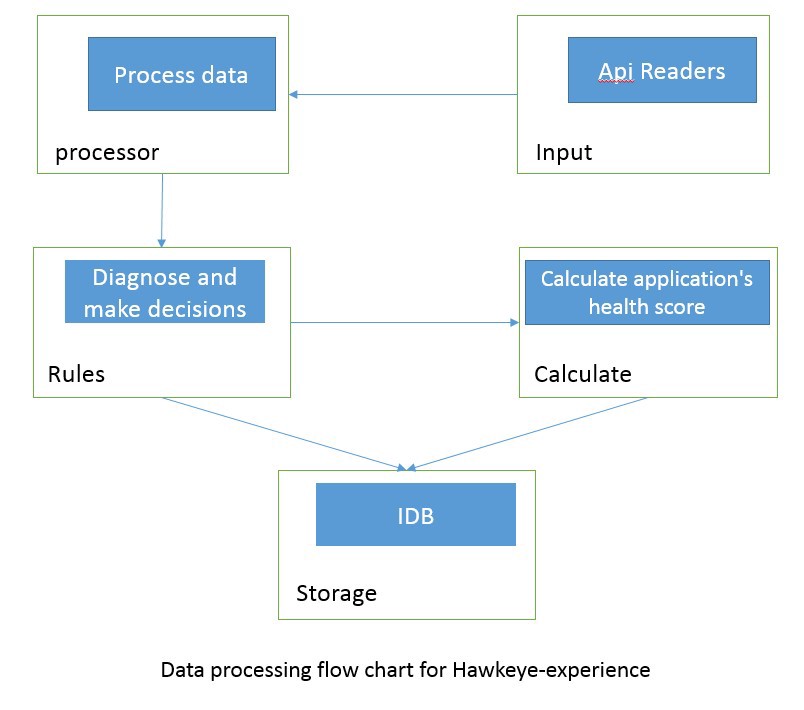 Process data
processor
Api Readers
Input
Diagnose and
make decisions
Rules
Calculate application's
health score
Calculate
IDB
Storage
Data processing flow chart for Hawkeye-experience